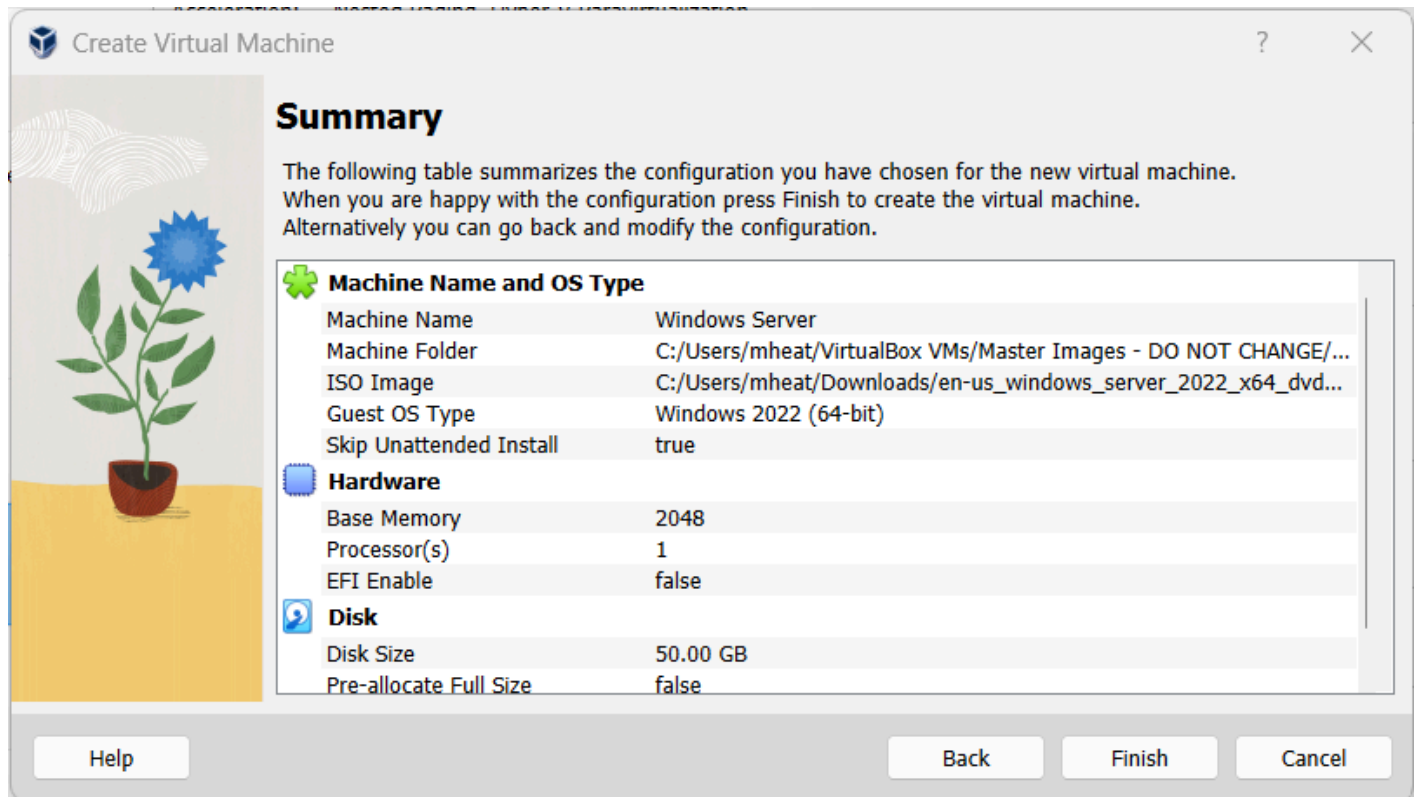 Acceleration: Nested Paging, Hyper-V Paravirtualization
Create Virtual Machine ?
Summary
The following table summarizes the configuration you have chosen for the new virtual machine.
When you are happy with the configuration press Finish to create the virtual machine.
Alternatively you can go back and modify the configuration.
Machine Name and OS Type
Machine Name Windows Server
Machine Folder C:/Users/mheat/VirtualBox VMs/Master Images - DO NOT CHANGE/...
ISO Image C:/Users/mheat/Downloads/en-us_windows_server_2022_x64_dvd...
Guest OS Type Windows 2022 (64-bit)
Skip Unattended Install true
Hardware
Base Memory 2048
Processor(s) 1
EFI Enable false
Disk
Disk Size 50.00 GB
Pre-allocate Full Size false
Help Back Finish Cancel